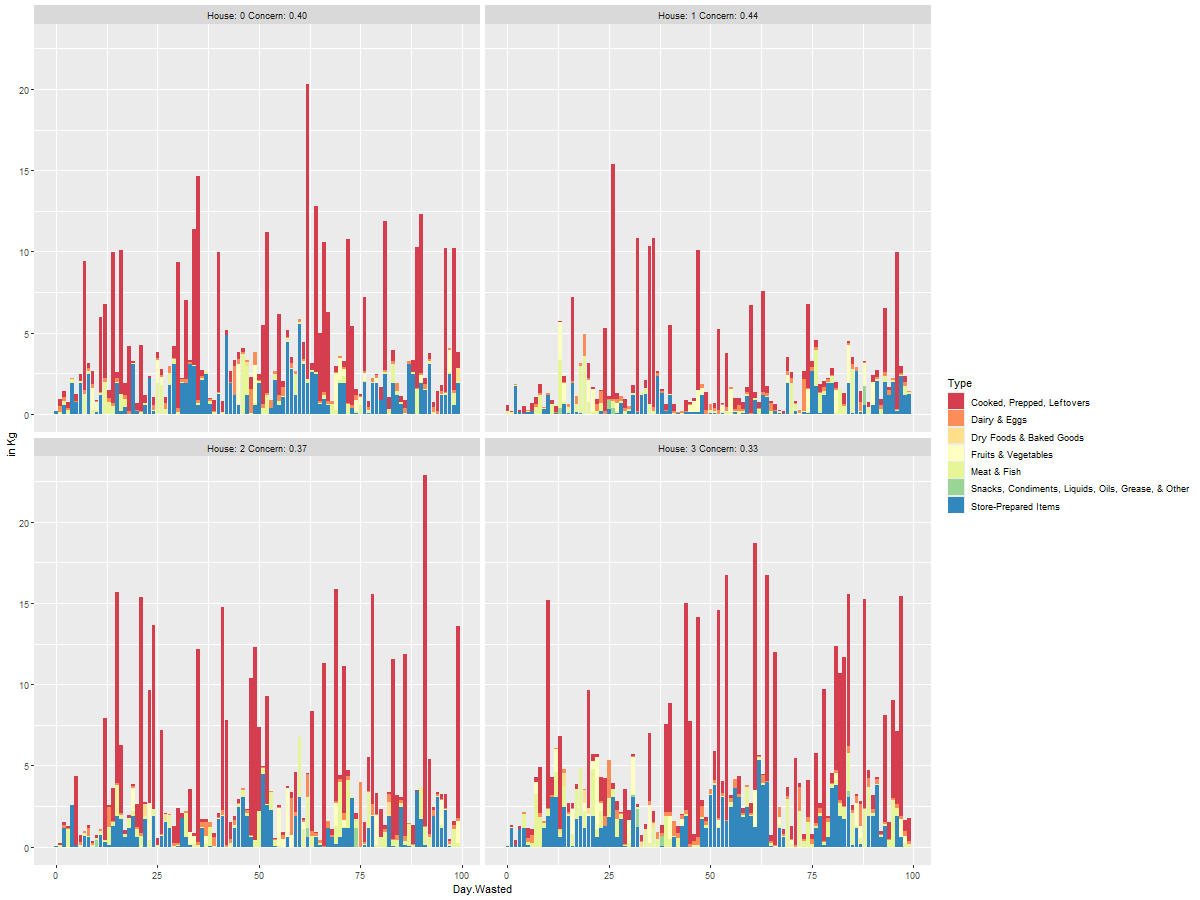 House: 0 Concern: 0.40
House: 1 Concern: 0.44
20
15
10
5
0
in Kg
House: 2 Concern: 0.37
House: 3 Concern: 0.33
20
15
10
5
0
0 25 50 75 100
0 25 50 75 100
Day.Wasted
Type
Cooked, Prepped, Leftovers
Dairy & Eggs
Dry Foods & Baked Goods
Fruits & Vegetables
Meat & Fish
Snacks, Condiments, Liquids, Oils, Grease, & Other
Store-Prepared Items